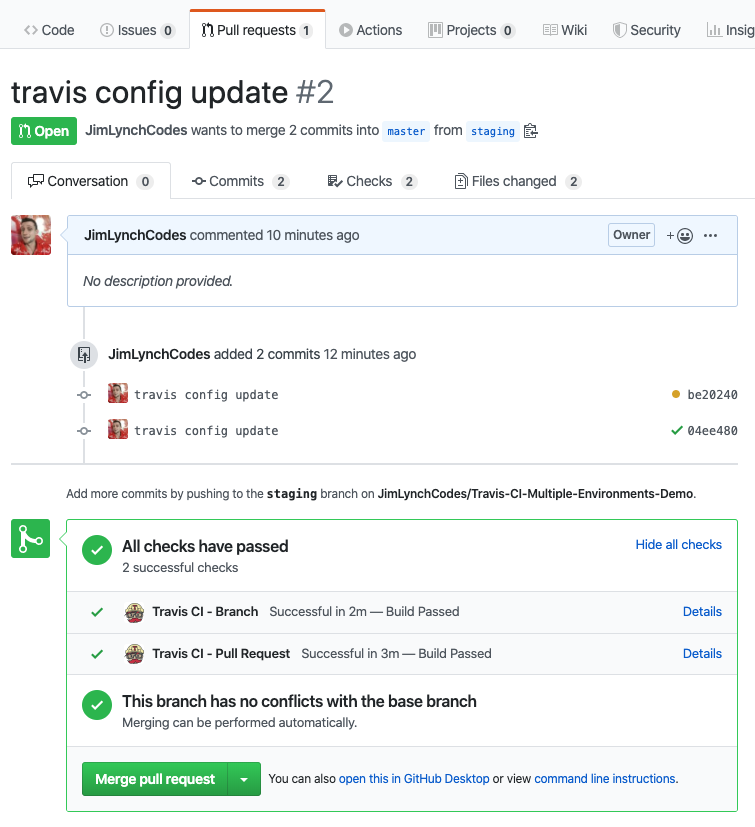 Code Issues 0 Pull requests 1 Actions Projects 0 Wiki Security Insig
travis config update #2
Open JimLynchCodes wants to merge 2 commits into master from staging
Conversation 0 Commits 2 Checks 2 Files changed 2
JimLynchCodes commented 10 minutes ago Owner +
No description provided.
JimLynchCodes added 2 commits 12 minutes ago
travis config update be20240
travis config update 04ee480
Add more commits by pushing to the staging branch on JimLynchCodes/Travis-CI-Multiple-Environments-Demo.
All checks have passed Hide all checks
2 successful checks
Travis CI - Branch Successful in 2m — Build Passed Details
Travis CI - Pull Request Successful in 3m — Build Passed Details
This branch has no conflicts with the base branch
Merging can be performed automatically.
Merge pull request You can also open this in GitHub Desktop or view command line instructions.